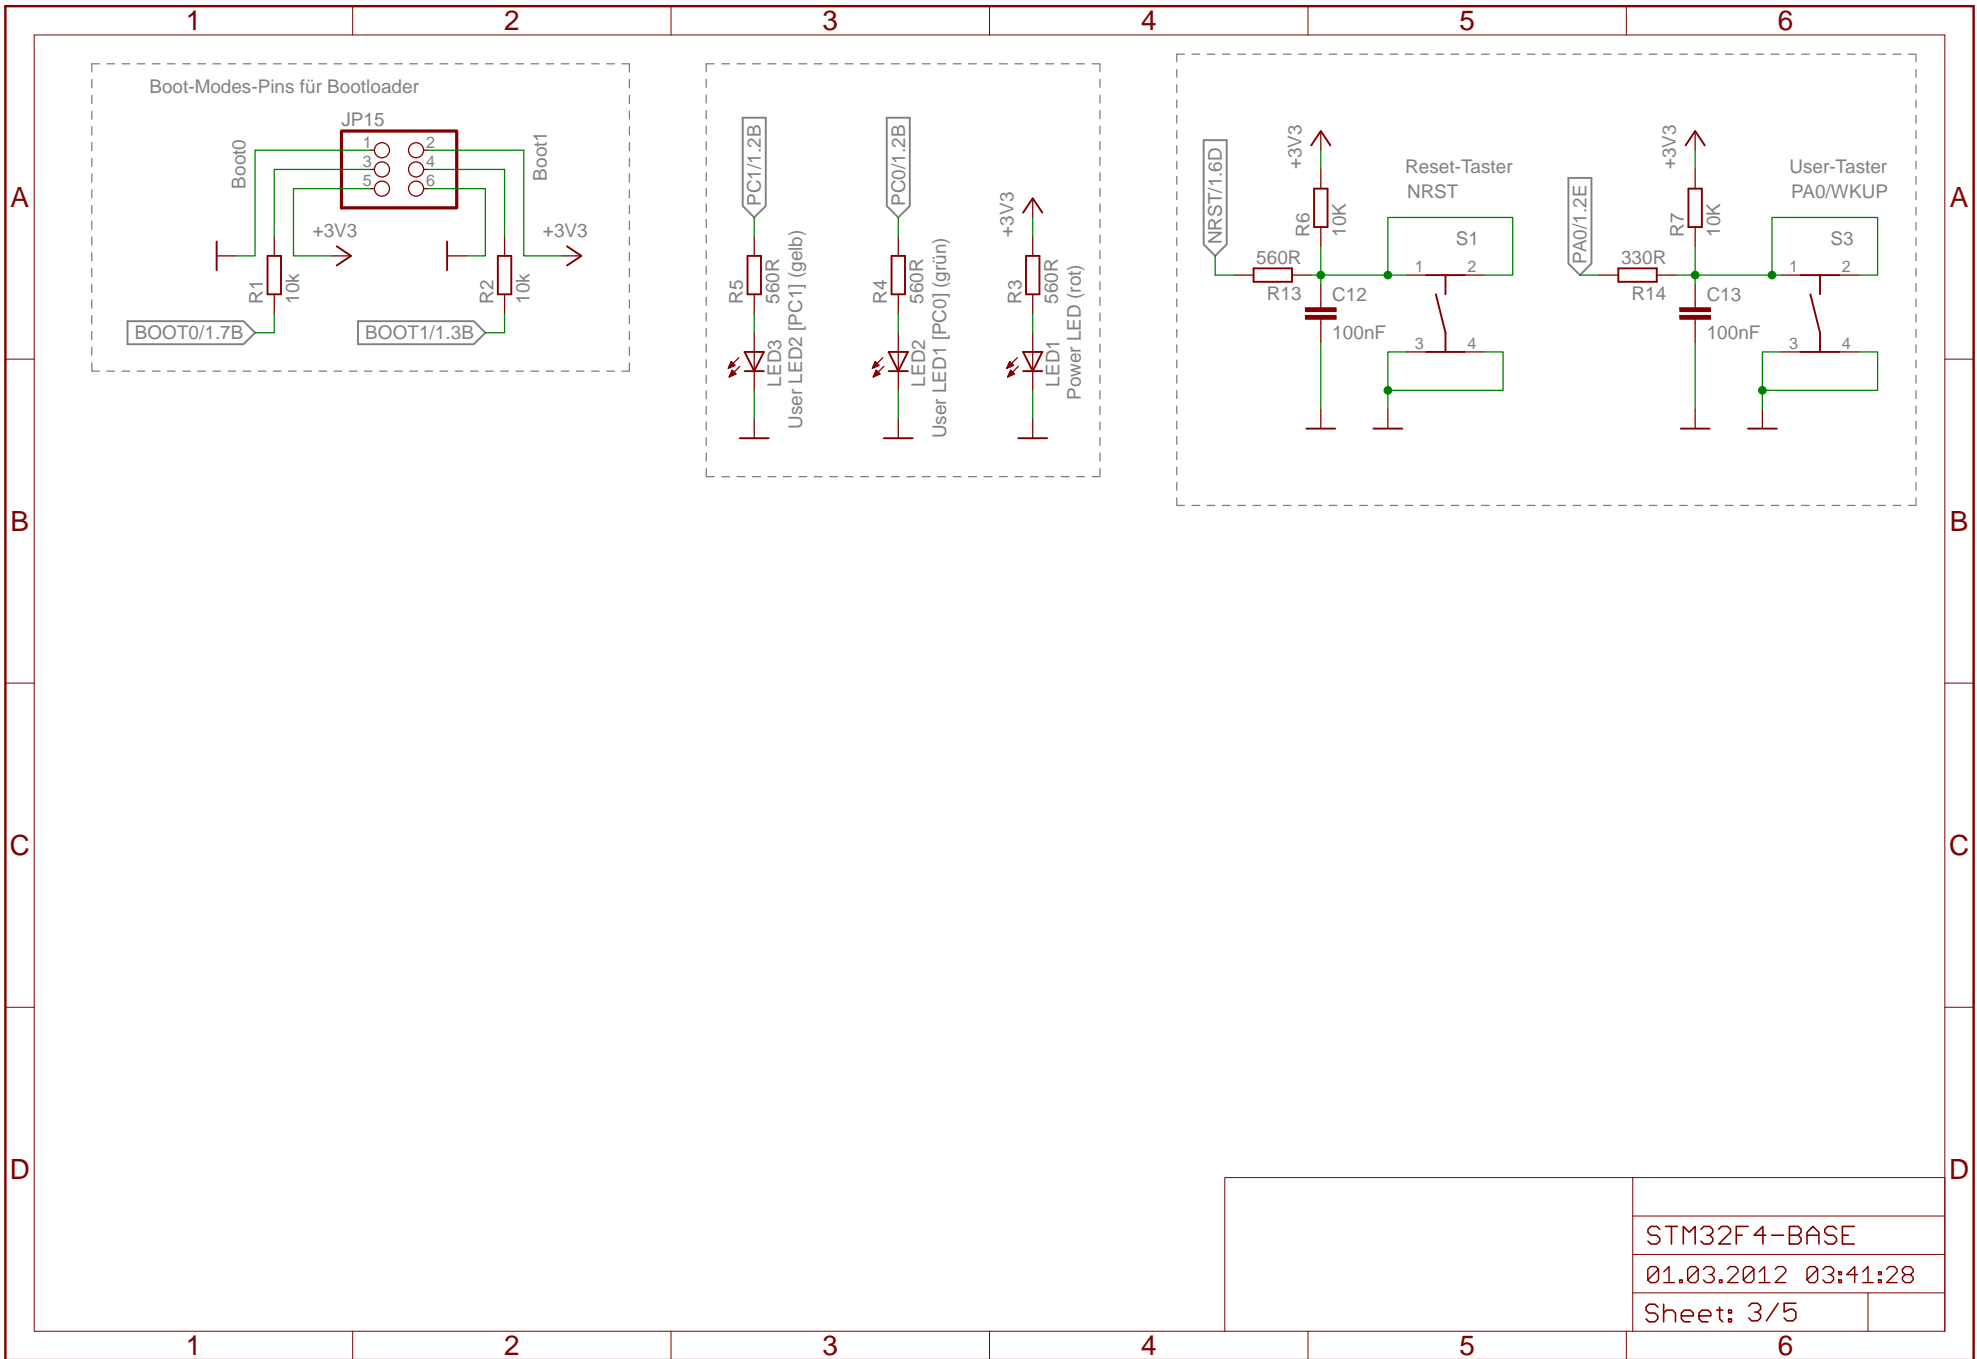 1 2 3 4 5 6
A A
B B
C C
D D
Boot-Modes-Pins für Bootloader
JP15
Boot0
Boot1
1 2
3 4
5 6
+3V3
+3V3
R1
10k
R2
10k
BOOT0/1.7B
BOOT1/1.3B
PC1/1.2B
PC0/1.2B
+3V3
R5
560R
R4
560R
R3
560R
LED3
User LED2 [PC1] (gelb)
LED2
User LED1 [PC0] (grün)
LED1
Power LED (rot)
NRST/1.6D
+3V3
R6
10K
560R
R13
C12
100nF
Reset-Taster
NRST
S1
1 2
3 4
PA0/1.2E
+3V3
R7
10K
330R
R14
C13
100nF
User-Taster
PA0/WKUP
S3
1 2
3 4
STM32F4-BASE
01.03.2012 03:41:28
Sheet: 3/5
1 2 3 4 5 6